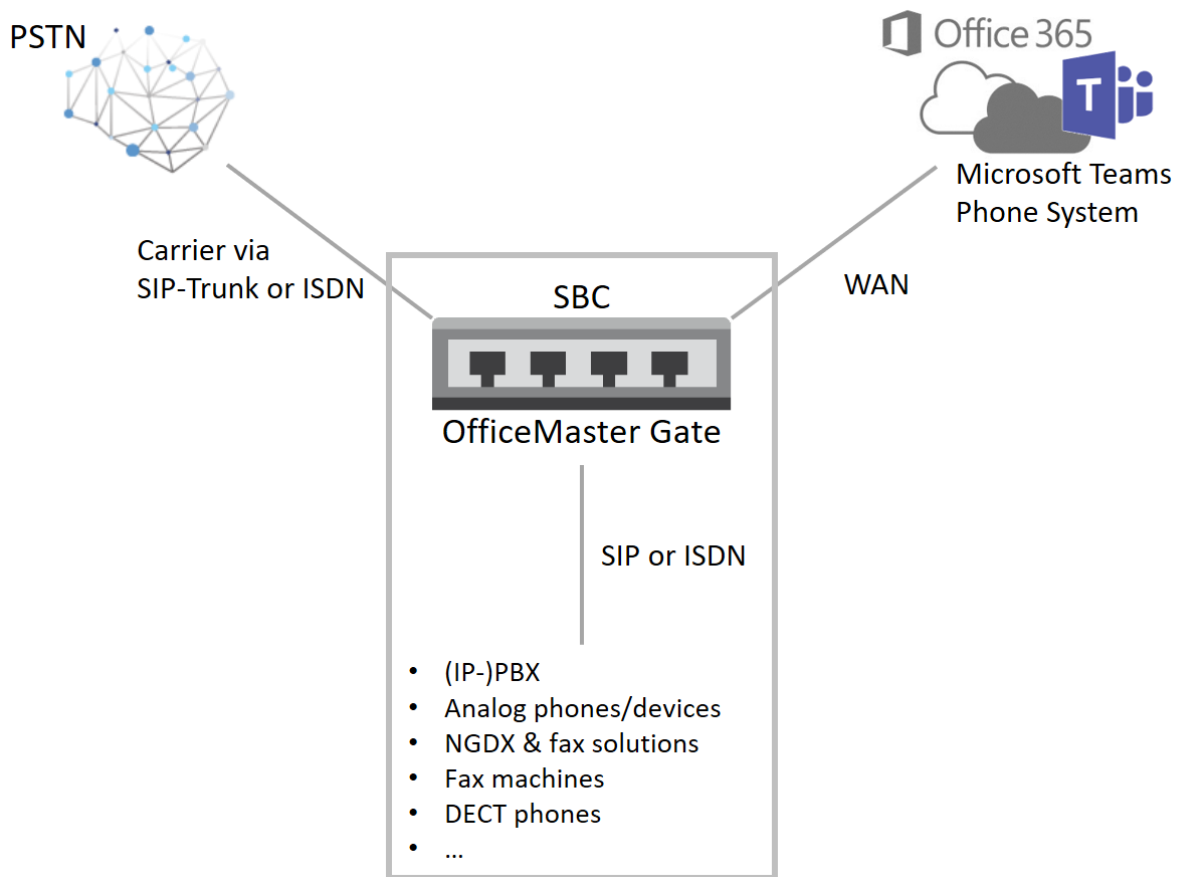 PSTN
Office 365
T
Microsoft Teams
Phone System
Carrier via
SIP-Trunk or ISDN
WAN
SBC
OfficeMaster Gate
SIP or ISDN
• (IP-)PBX
• Analog phones/devices
• NGDX & fax solutions
• Fax machines
• DECT phones
• ...